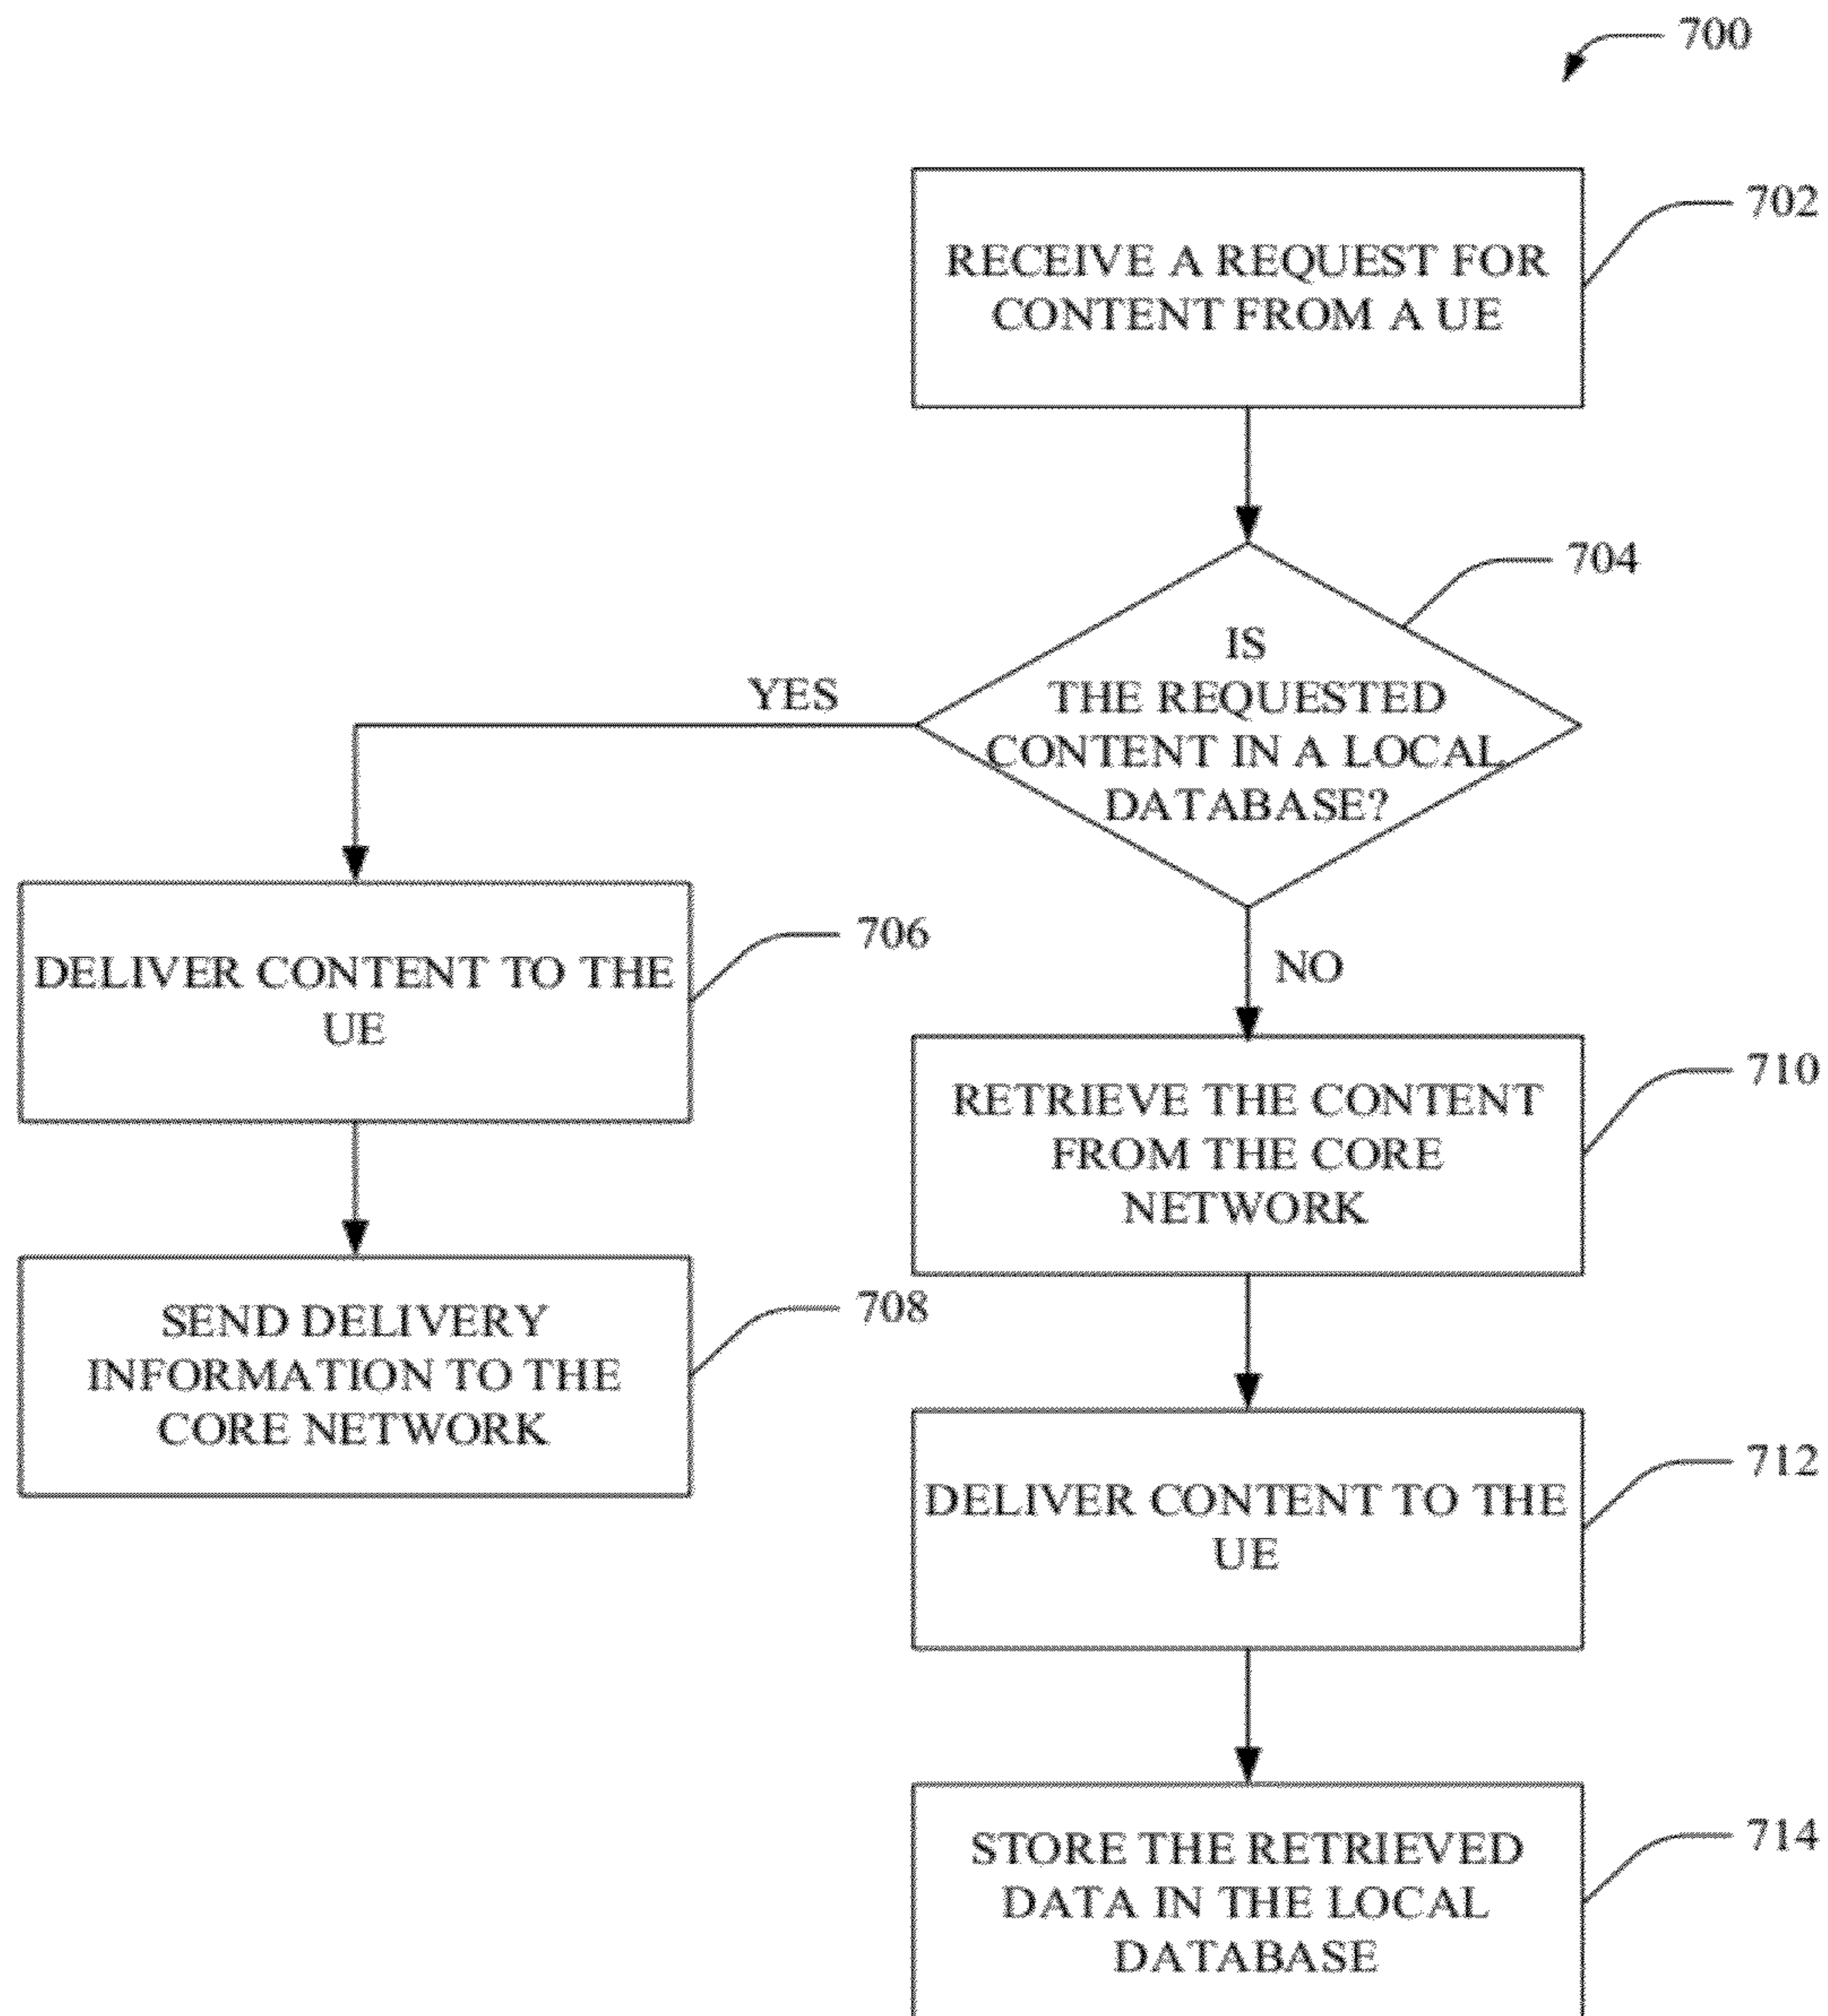 700
702
RECEIVE A REQUEST FOR
CONTENT FROM A UE
704
IS
THE REQUESTED
CONTENT IN A LOCAL
DATABASE?
YES
NO
706
DELIVER CONTENT TO THE
UE
708
SEND DELIVERY
INFORMATION TO THE
CORE NETWORK
710
RETRIEVE THE CONTENT
FROM THE CORE
NETWORK
712
DELIVER CONTENT TO THE
UE
714
STORE THE RETRIEVED
DATA IN THE LOCAL
DATABASE